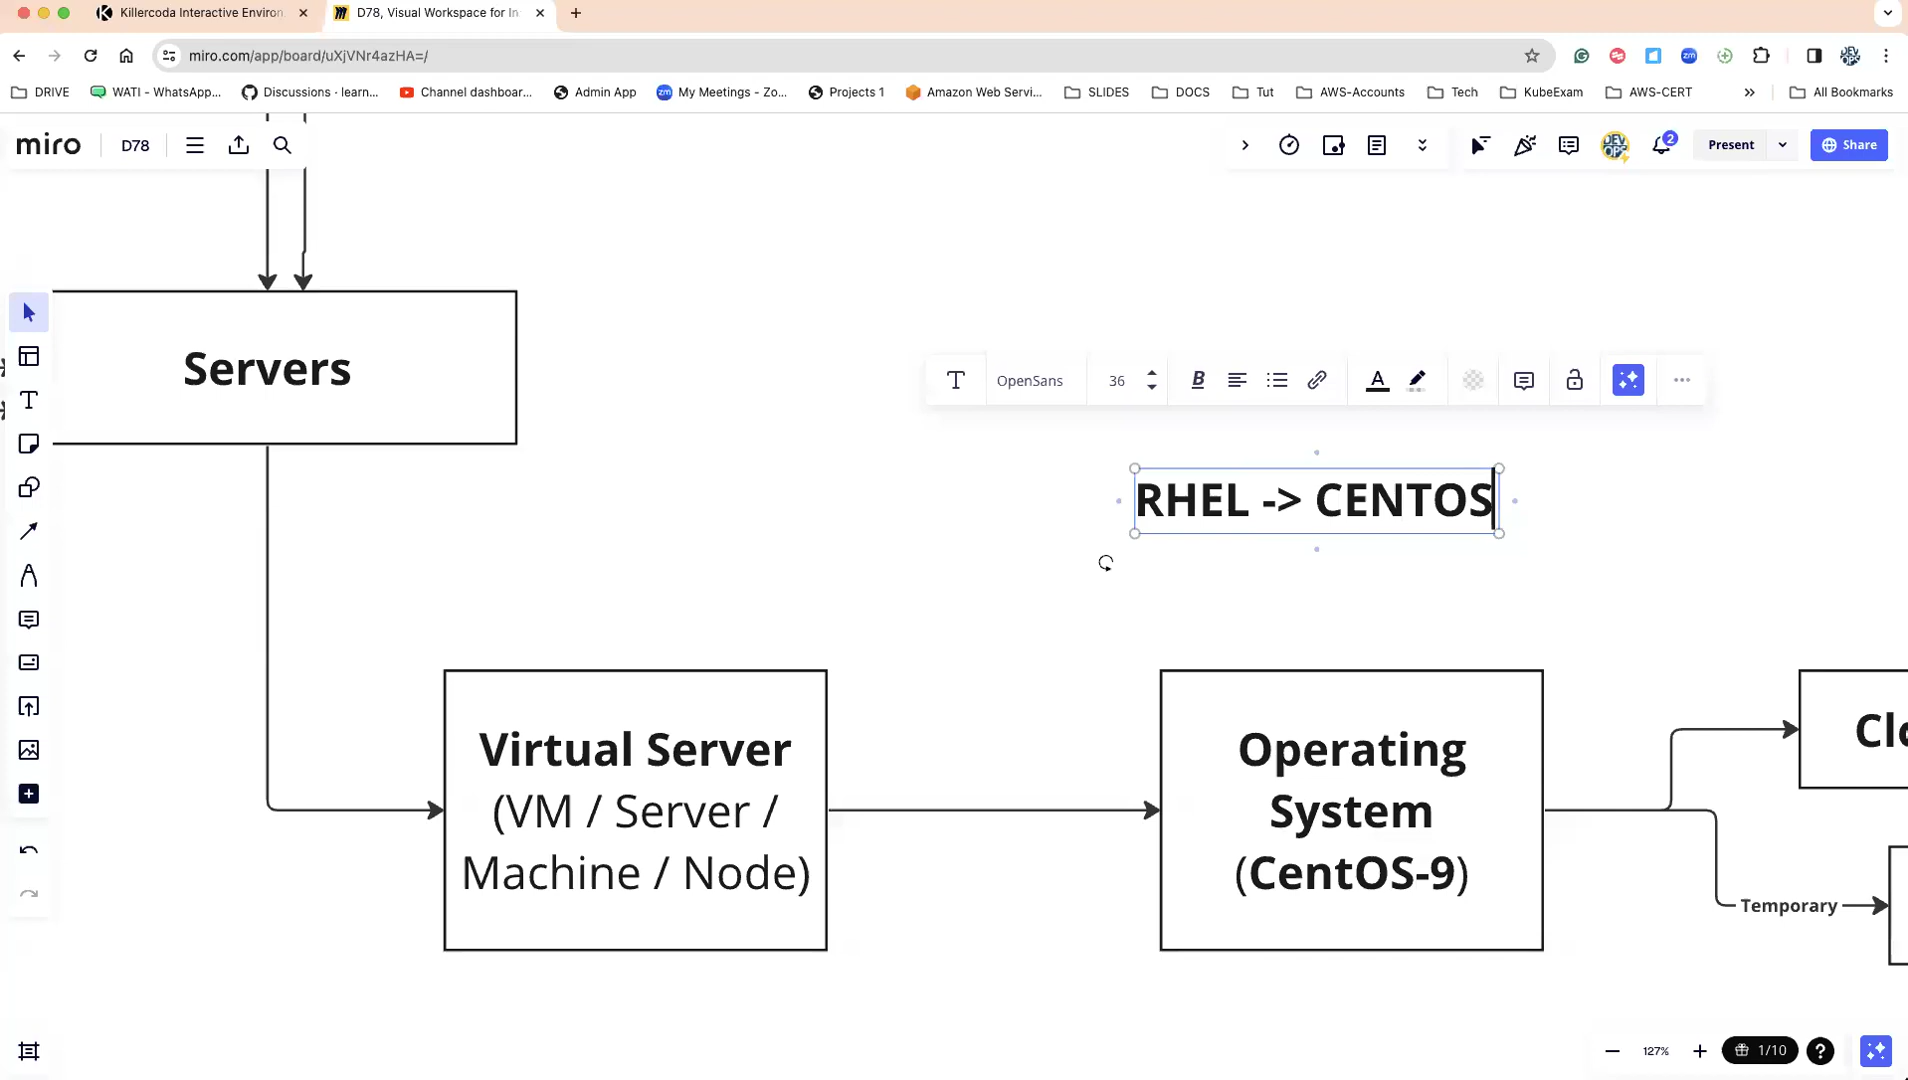 Killercoda Interactive Environ
D78, Visual Workspace for In
miro.com/app/board/uXjVNr4azHA=/
DRIVE
WATI - WhatsApp...
Discussions · learn...
Channel dashboar...
Admin App
My Meetings - Zo...
Projects 1
Amazon Web Servi...
SLIDES
DOCS
Tut
AWS-Accounts
Tech
KubeExam
AWS-CERT
All Bookmarks
miro
D78
2
Present
Share
Servers
OpenSans
36
RHEL -> CENTOS
Virtual Server
(VM / Server /
Machine / Node)
Operating
System
(CentOS-9)
Clo
Temporary
127%
1/10